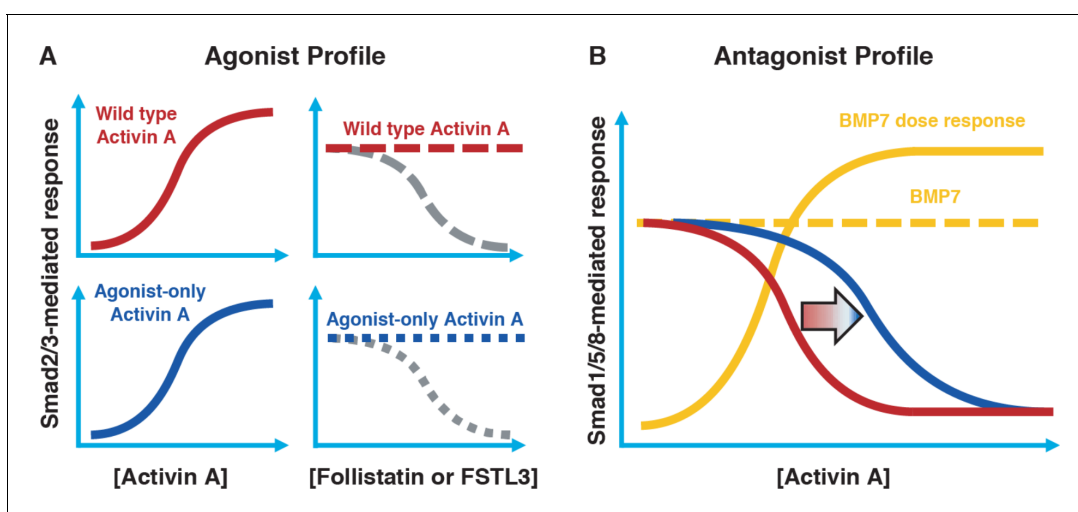 A
Agonist Profile
Smad2/3-mediated response
Wild type
Activin A
Wild type Activin A
Agonist-only
Activin A
Agonist-only Activin A
[Activin A]
[Follistatin or FSTL3]
B
Antagonist Profile
Smad1/5/8-mediated response
BMP7 dose response
BMP7
[Activin A]